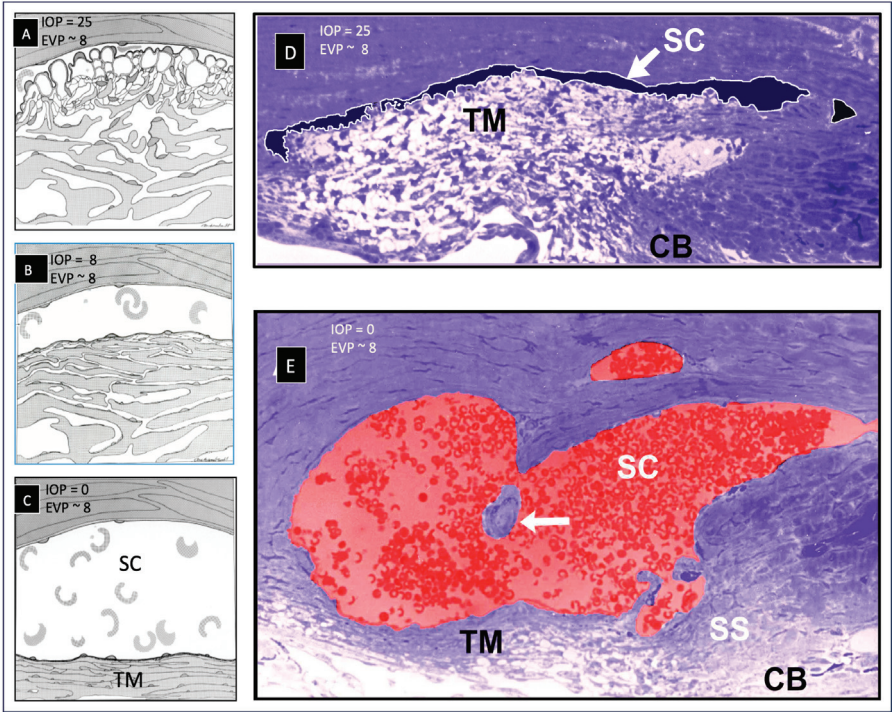 A
IOP = 25
EVP ~ 8
B
IOP = 8
EVP ~ 8
C
IOP = 0
EVP ~ 8
SC
TM
D
IOP = 25
EVP ~ 8
SC
TM
CB
E
IOP = 0
EVP ~ 8
SC
TM
SS
CB